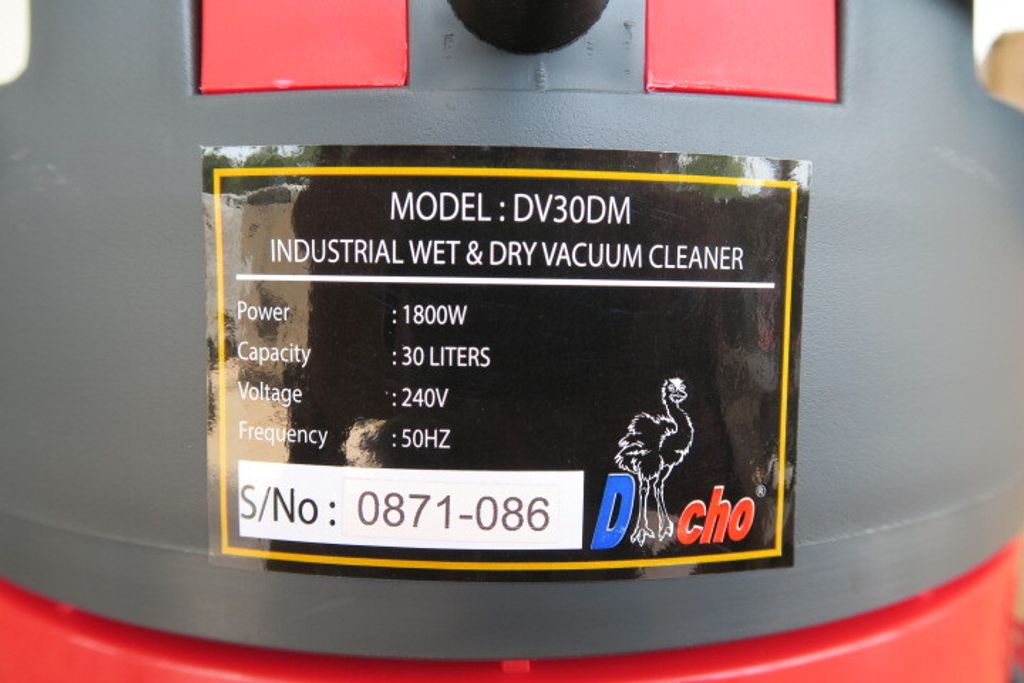 MODEL : DV30DM
INDUSTRIAL WET & DRY VACUUM CLEANER
Power : 1800W
Capacity : 30 LITERS
Voltage : 240V
Frequency : 50HZ
S/No : 0871-086
D cho ®